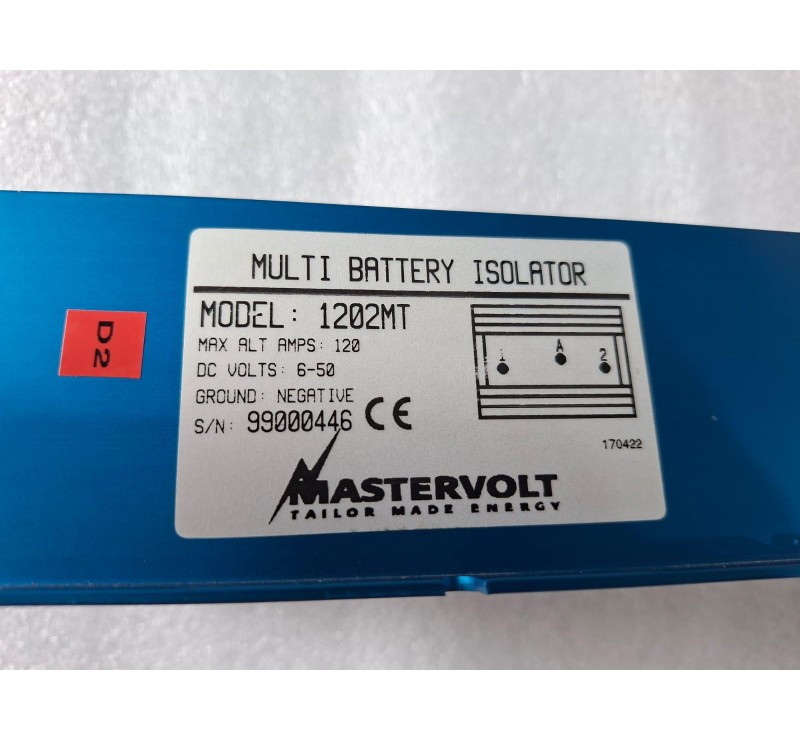 D2
MULTI BATTERY ISOLATOR
MODEL: 1202MT
MAX ALT AMPS: 120
DC VOLTS: 6-50
GROUND: NEGATIVE
S/N: 99000446 CE
1 A 2
170422
MASTERVOLT
TAILOR MADE ENERGY